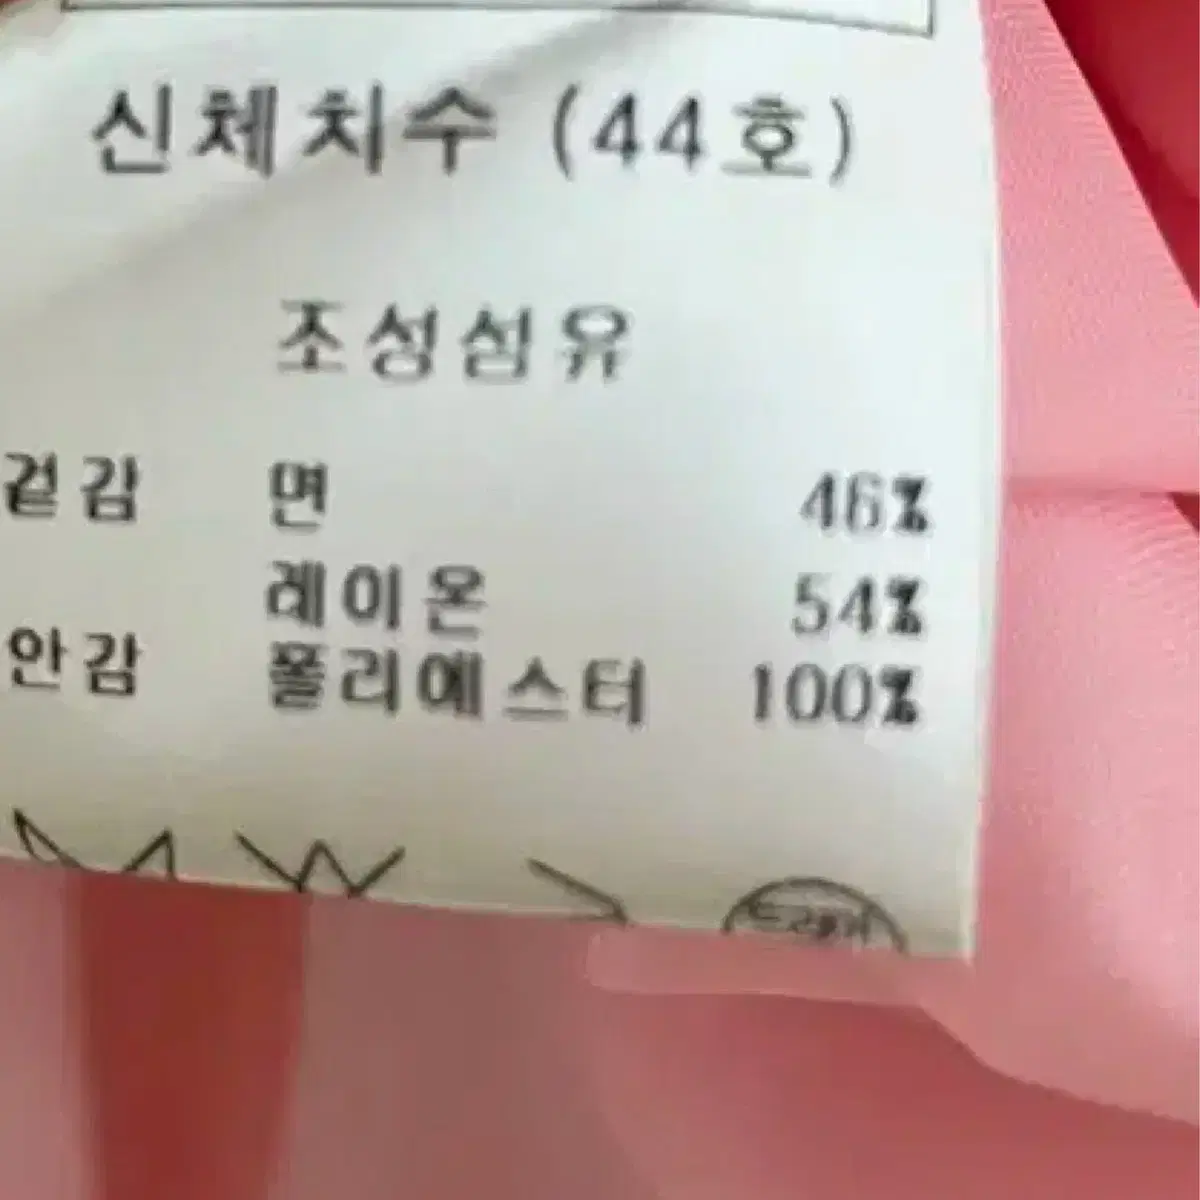 신체치수 (44호)
조성섬유
겉감 면 46%
레이온 54%
안감 폴리에스터 100%